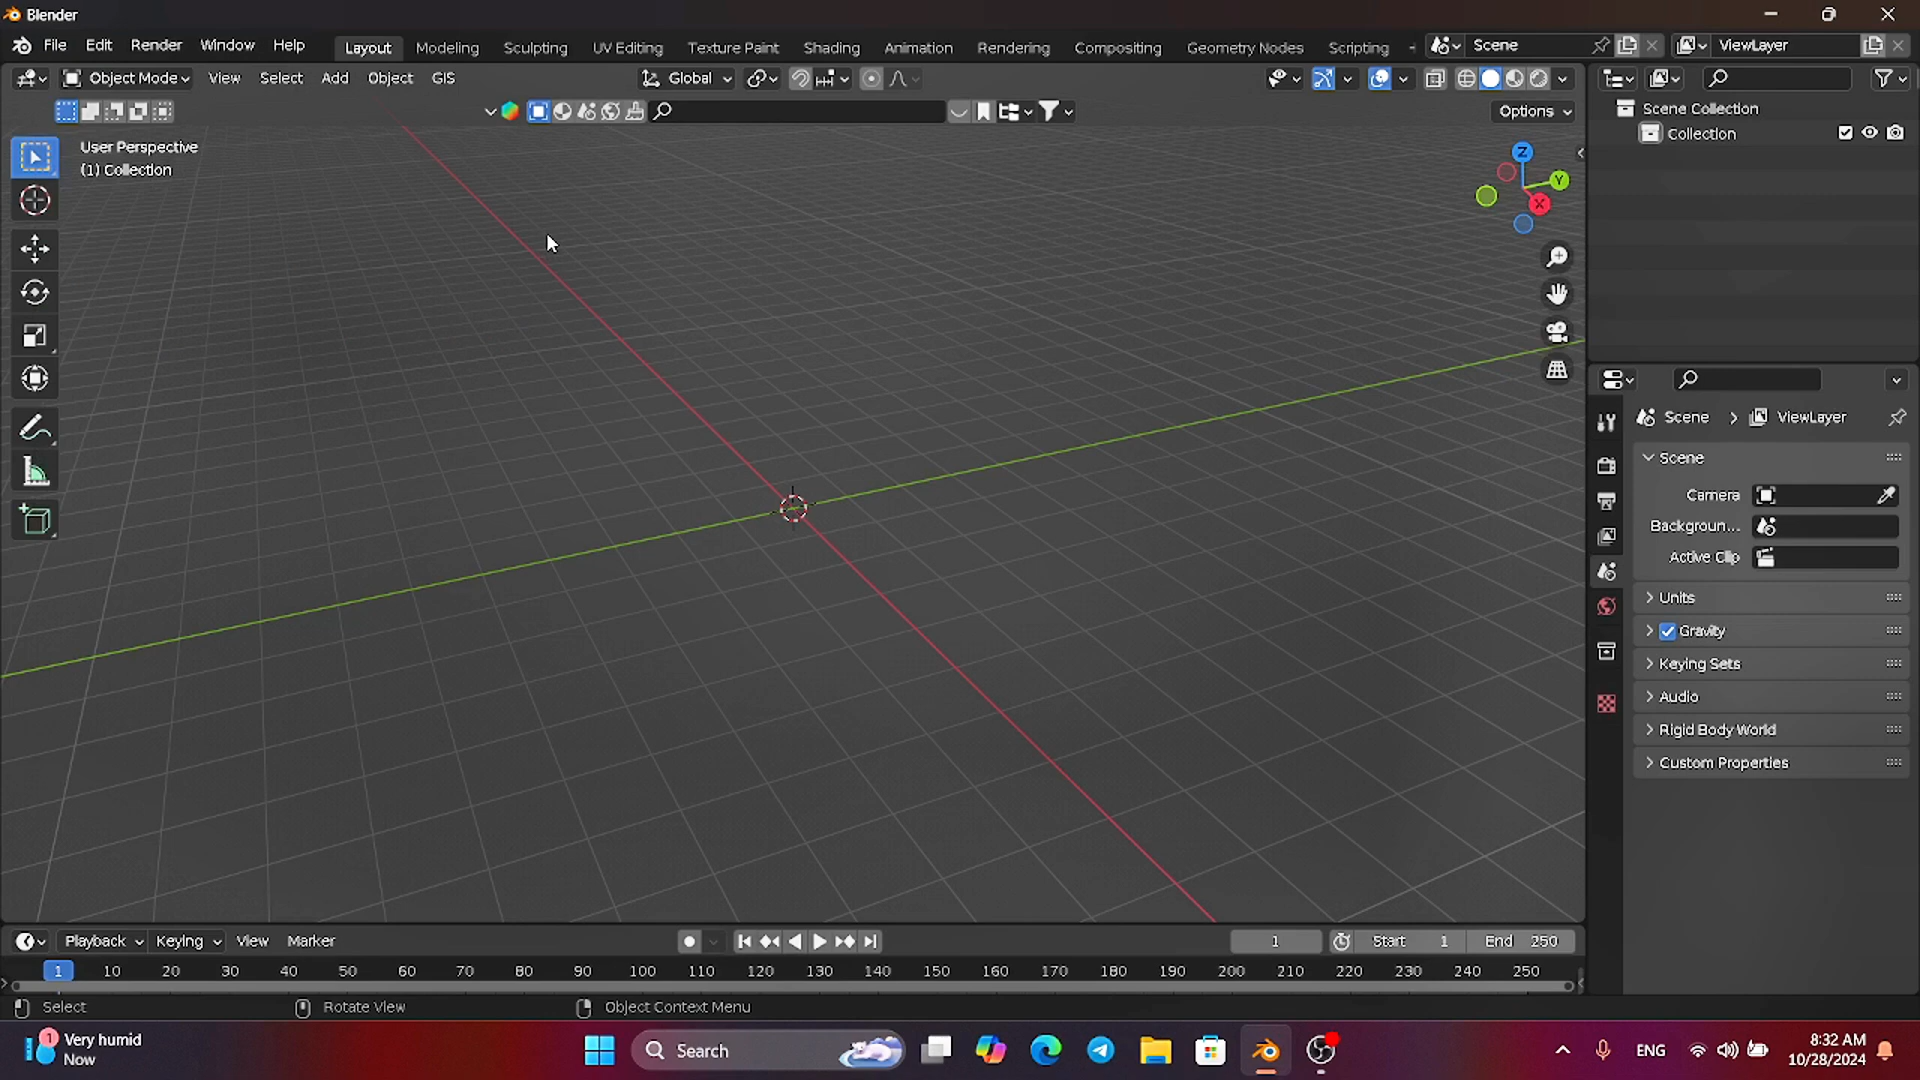 Blender
File Edit Render Window Help Layout Modeling Sculpting UV Editing Texture Paint Shading Animation Rendering Compositing Geometry Nodes Scripting Scene ViewLayer
Object Mode View Select Add Object GIS Global
Options
User Perspective
(1) Collection
Z
Y
X
Scene Collection
Collection
Scene > ViewLayer
Scene
Camera
Backgroun...
Active Clip
Units
Gravity
Keying Sets
Audio
Rigid Body World
Custom Properties
Playback Keying View Marker 1 Start 1 End 250
1 10 20 30 40 50 60 70 80 90 100 110 120 130 140 150 160 170 180 190 200 210 220 230 240 250
Select Rotate View Object Context Menu
1 Very humid
Now
Search
ENG
8:32 AM
10/28/2024